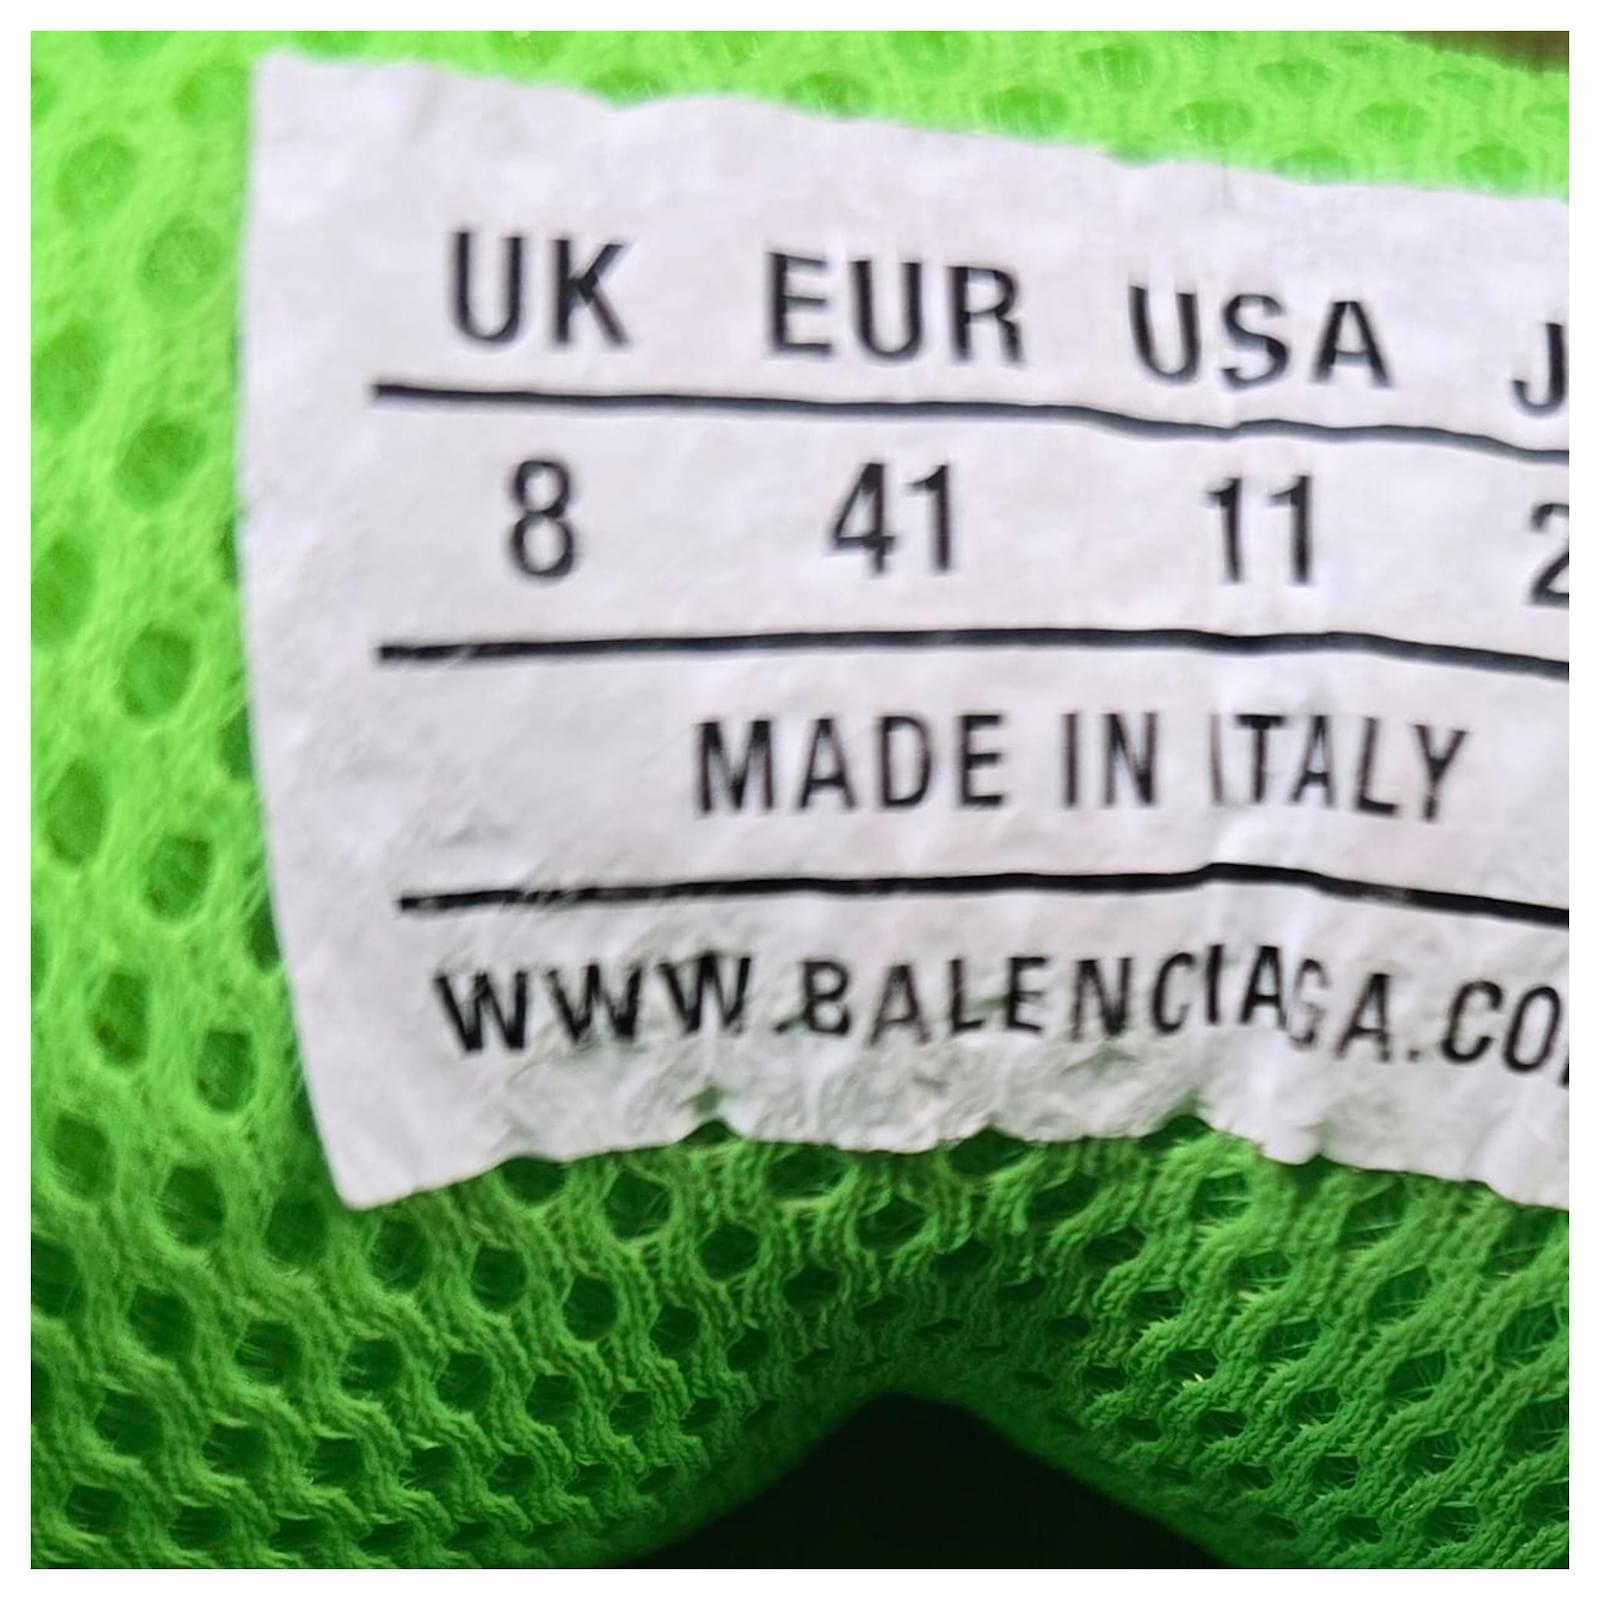 UK EUR USA J
8 41 11 2
MADE IN ITALY
WWW.BALENCIAGA.CO